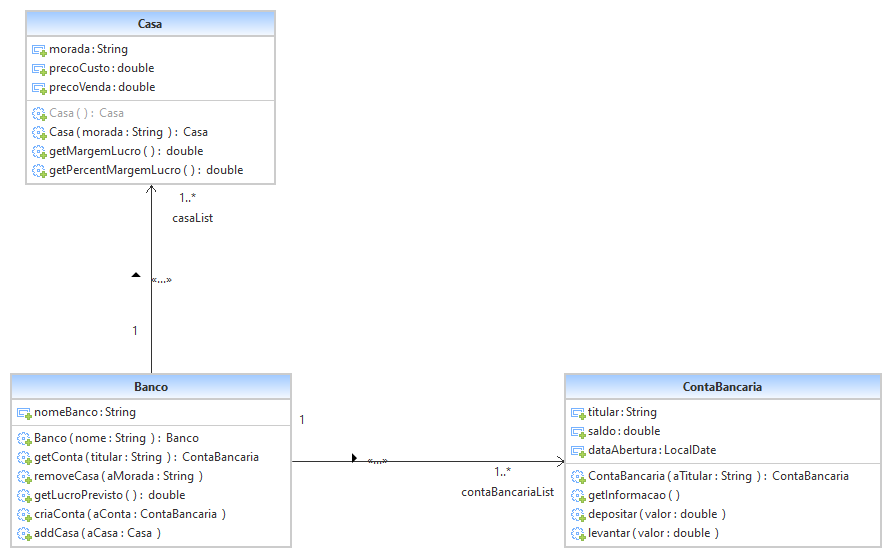 Casa
morada : String
precoCusto : double
precoVenda : double
Casa ( ) : Casa
Casa ( morada : String ) : Casa
getMargemLucro ( ) : double
getPercentMargemLucro ( ) : double
1..*
casaList
«...»
1
Banco
nomeBanco : String
Banco ( nome : String ) : Banco
getConta ( titular : String ) : ContaBancaria
removeCasa ( aMorada : String )
getLucroPrevisto ( ) : double
criaConta ( aConta : ContaBancaria )
addCasa ( aCasa : Casa )
1
«...»
1..*
contaBancariaList
ContaBancaria
titular : String
saldo : double
dataAbertura : LocalDate
ContaBancaria ( aTitular : String ) : ContaBancaria
getInformacao ( )
depositar ( valor : double )
levantar ( valor : double )